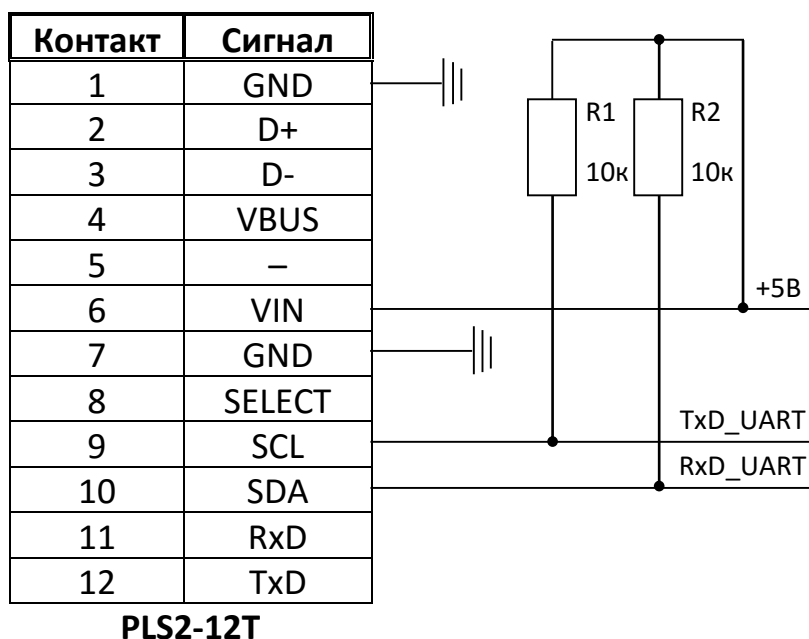 Контакт Сигнал
1 GND
2 D+
3 D-
4 VBUS
5 –
6 VIN
7 GND
8 SELECT
9 SCL
10 SDA
11 RxD
12 TxD
PLS2-12T
R1 R2
10к 10к
+5В
TxD_UART
RxD_UART